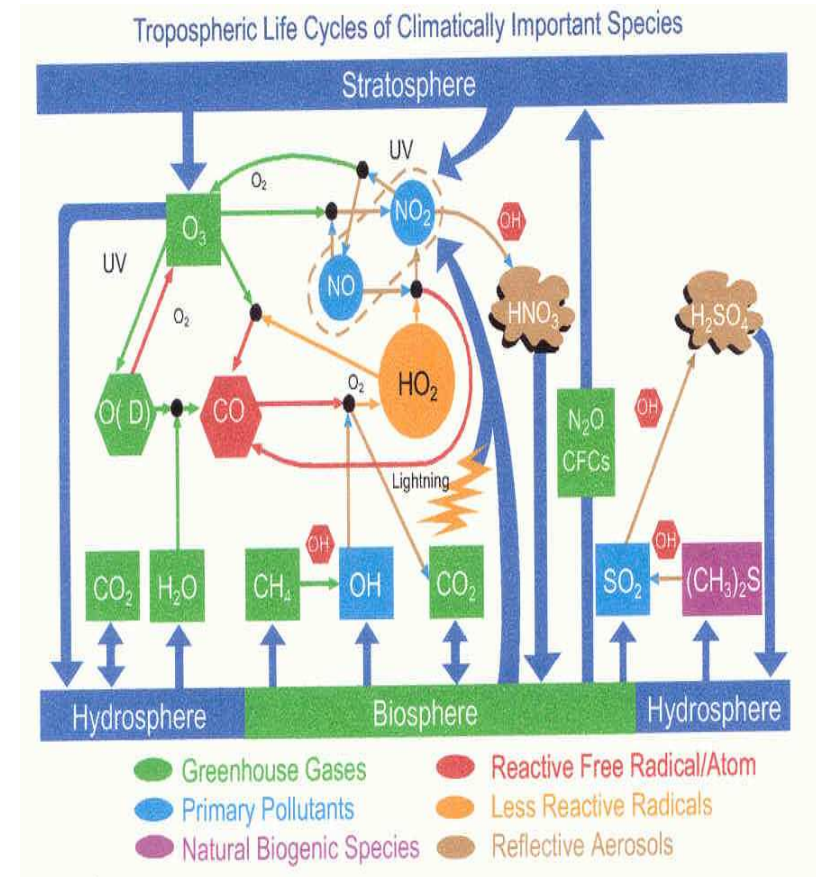 Tropospheric Life Cycles of Climatically Important Species
Stratosphere
UV
O₂
NO₂
OH
O₃
UV
NO
HNO₃
H₂SO₄
O₂
HO₂
O₂
O( D)
CO
N₂O
CFCs
OH
Lightning
OH
OH
CO₂
H₂O
CH₄
OH
CO₂
SO₂
(CH₃)₂S
Hydrosphere
Biosphere
Hydrosphere
Greenhouse Gases
Reactive Free Radical/Atom
Primary Pollutants
Less Reactive Radicals
Natural Biogenic Species
Reflective Aerosols